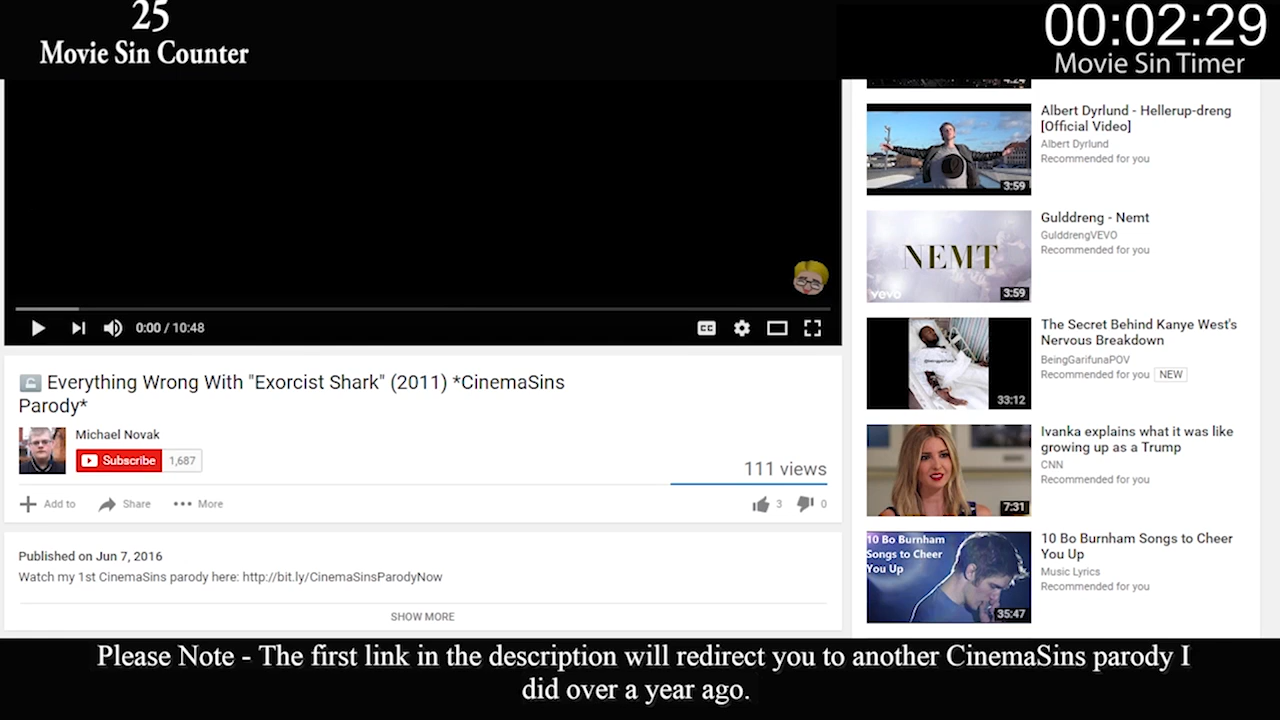 25
Movie Sin Counter
00:02:29
Movie Sin Timer
0:00 / 10:48
CC
Everything Wrong With "Exorcist Shark" (2011) *CinemaSins
Parody*
Michael Novak
Subscribe 1,687
111 views
Add to Share More
3 0
Published on Jun 7, 2016
Watch my 1st CinemaSins parody here: http://bit.ly/CinemaSinsParodyNow
SHOW MORE
4:24
Albert Dyrlund - Hellerup-dreng
[Official Video]
Albert Dyrlund
Recommended for you
3:59
Gulddreng - Nemt
GulddrengVEVO
Recommended for you
NEMT
vevo
3:59
The Secret Behind Kanye West's
Nervous Breakdown
BeingGarifunaPOV
Recommended for you NEW
33:12
Ivanka explains what it was like
growing up as a Trump
CNN
Recommended for you
7:31
10 Bo Burnham Songs to Cheer
You Up
Music Lyrics
Recommended for you
10 Bo Burnham
Songs to Cheer
You Up
35:47
Please Note - The first link in the description will redirect you to another CinemaSins parody I
did over a year ago.